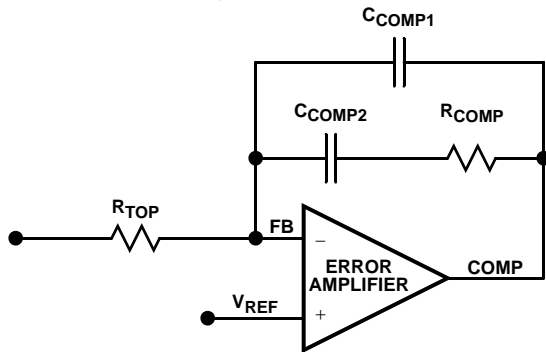 CCOMP1
CCOMP2
RCOMP
RTOP
FB
−
ERROR
AMPLIFIER
COMP
VREF
+